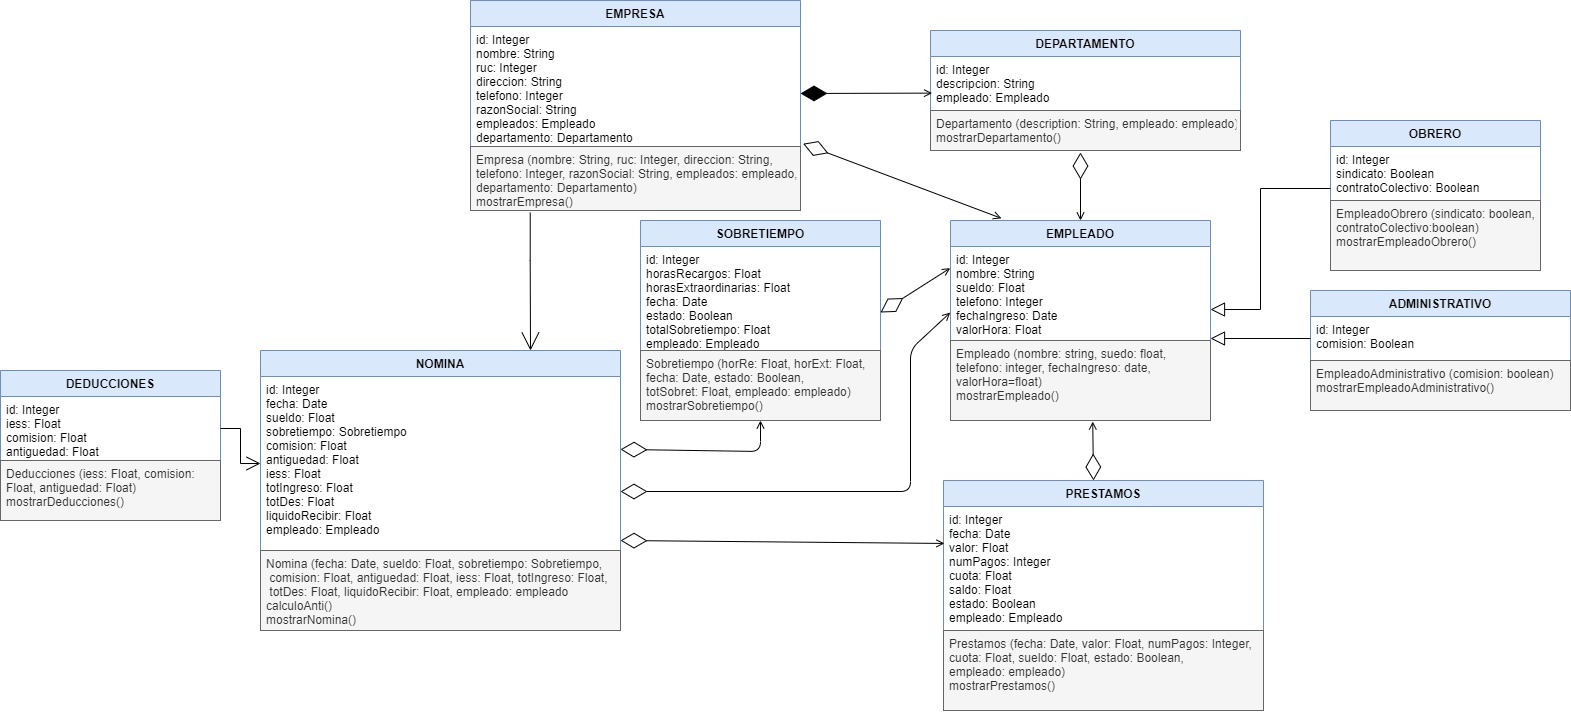 EMPRESA
id: Integer
nombre: String
ruc: Integer
direccion: String
telefono: Integer
razonSocial: String
empleados: Empleado
departamento: Departamento
Empresa (nombre: String, ruc: Integer, direccion: String,
telefono: Integer, razonSocial: String, empleados: empleado,
departamento: Departamento)
mostrarEmpresa()
DEPARTAMENTO
id: Integer
descripcion: String
empleado: Empleado
Departamento (description: String, empleado: empleado)
mostrarDepartamento()
OBRERO
id: Integer
sindicato: Boolean
contratoColectivo: Boolean
EmpleadoObrero (sindicato: boolean,
contratoColectivo:boolean)
mostrarEmpleadoObrero()
SOBRETIEMPO
id: Integer
horasRecargos: Float
horasExtraordinarias: Float
fecha: Date
estado: Boolean
totalSobretiempo: Float
empleado: Empleado
Sobretiempo (horRe: Float, horExt: Float,
fecha: Date, estado: Boolean,
totSobret: Float, empleado: empleado)
mostrarSobretiempo()
EMPLEADO
id: Integer
nombre: String
sueldo: Float
telefono: Integer
fechaIngreso: Date
valorHora: Float
Empleado (nombre: string, suedo: float,
telefono: integer, fechaIngreso: date,
valorHora=float)
mostrarEmpleado()
ADMINISTRATIVO
id: Integer
comision: Boolean
EmpleadoAdministrativo (comision: boolean)
mostrarEmpleadoAdministrativo()
DEDUCCIONES
id: Integer
iess: Float
comision: Float
antiguedad: Float
Deducciones (iess: Float, comision:
Float, antiguedad: Float)
mostrarDeducciones()
NOMINA
id: Integer
fecha: Date
sueldo: Float
sobretiempo: Sobretiempo
comision: Float
antiguedad: Float
iess: Float
totIngreso: Float
totDes: Float
liquidoRecibir: Float
empleado: Empleado
Nomina (fecha: Date, sueldo: Float, sobretiempo: Sobretiempo,
comision: Float, antiguedad: Float, iess: Float, totIngreso: Float,
totDes: Float, liquidoRecibir: Float, empleado: empleado
calculoAnti()
mostrarNomina()
PRESTAMOS
id: Integer
fecha: Date
valor: Float
numPagos: Integer
cuota: Float
saldo: Float
estado: Boolean
empleado: Empleado
Prestamos (fecha: Date, valor: Float, numPagos: Integer,
cuota: Float, sueldo: Float, estado: Boolean,
empleado: empleado)
mostrarPrestamos()